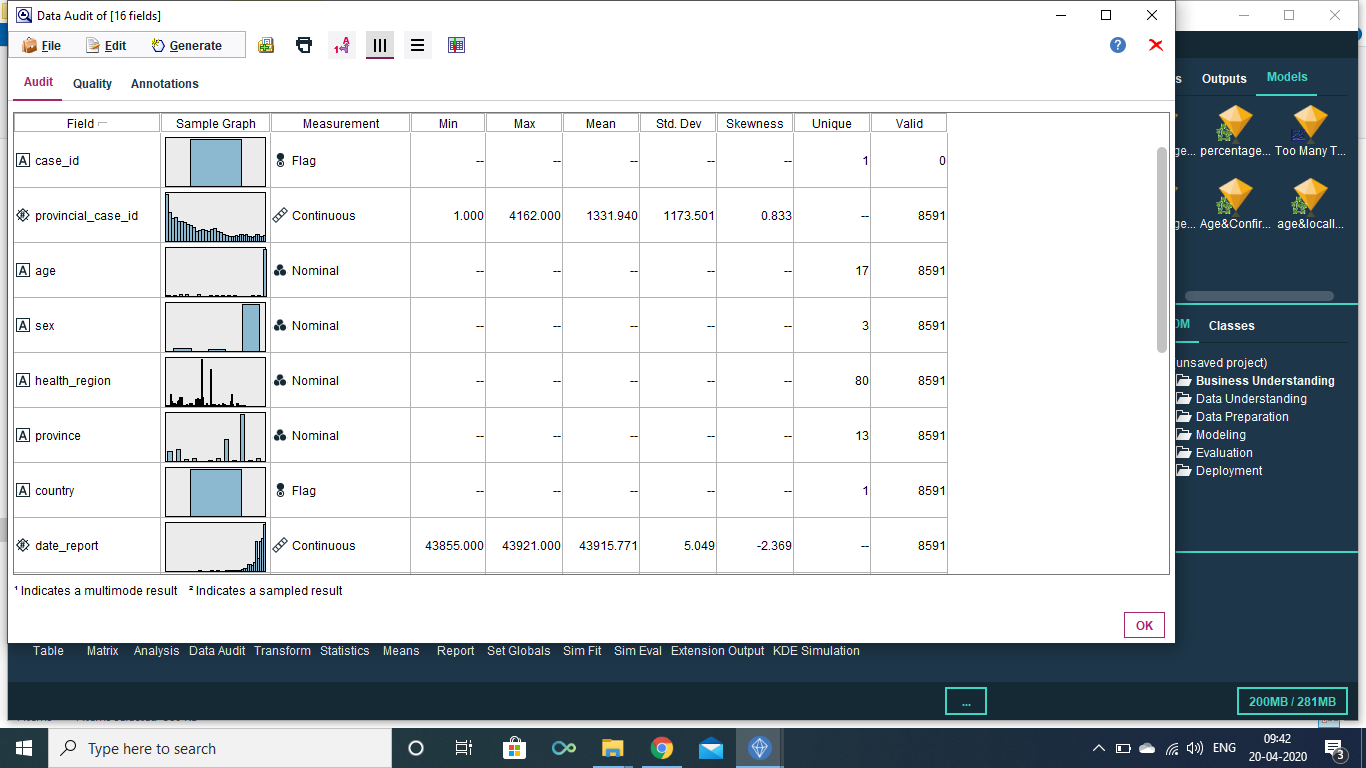 Data Audit of [16 fields]
File Edit Generate
Audit Quality Annotations
Field Sample Graph Measurement Min Max Mean Std. Dev Skewness Unique Valid
A case_id Flag -- -- -- -- -- 1 0
provincial_case_id Continuous 1.000 4162.000 1331.940 1173.501 0.833 -- 8591
A age Nominal -- -- -- -- -- 17 8591
A sex Nominal -- -- -- -- -- 3 8591
A health_region Nominal -- -- -- -- -- 80 8591
A province Nominal -- -- -- -- -- 13 8591
A country Flag -- -- -- -- -- 1 8591
date_report Continuous 43855.000 43921.000 43915.771 5.049 -2.369 -- 8591
¹ Indicates a multimode result ² Indicates a sampled result
OK
s Outputs Models
ge... percentage... Too Many T...
ge... Age&Confir... age&locall...
DM Classes
unsaved project)
Business Understanding
Data Understanding
Data Preparation
Modeling
Evaluation
Deployment
Table Matrix Analysis Data Audit Transform Statistics Means Report Set Globals Sim Fit Sim Eval Extension Output KDE Simulation
... 200MB / 281MB
Type here to search
ENG
09:42
20-04-2020
3